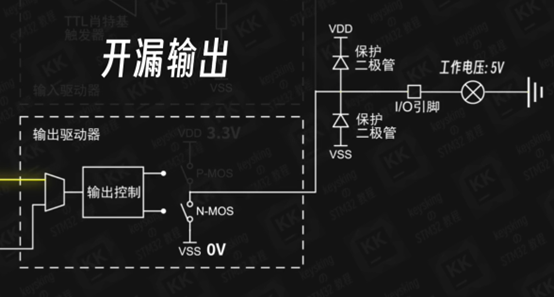 TTL肖特基
触发器
开漏输出
输入驱动器
VSS
VDD
保护
二极管
工作电压: 5V
I/O引脚
保护
二极管
VSS
输出驱动器
VDD 3.3V
P-MOS
输出控制
N-MOS
VSS 0V